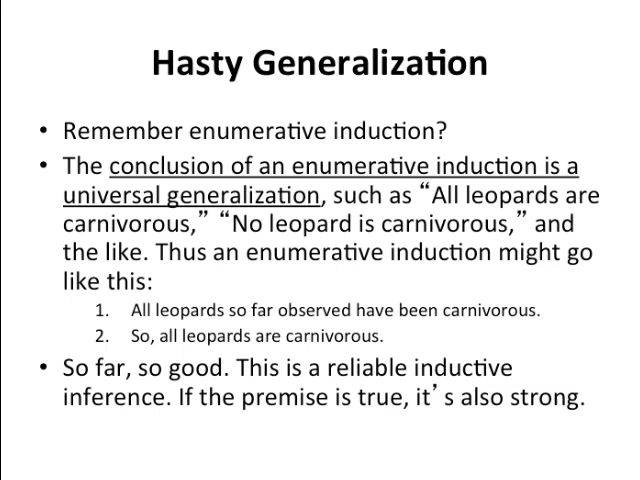 Hasty Generalization
• Remember enumerative induction?
• The conclusion of an enumerative induction is a
universal generalization, such as “All leopards are
carnivorous,” “No leopard is carnivorous,” and
the like. Thus an enumerative induction might go
like this:
1. All leopards so far observed have been carnivorous.
2. So, all leopards are carnivorous.
• So far, so good. This is a reliable inductive
inference. If the premise is true, it’s also strong.